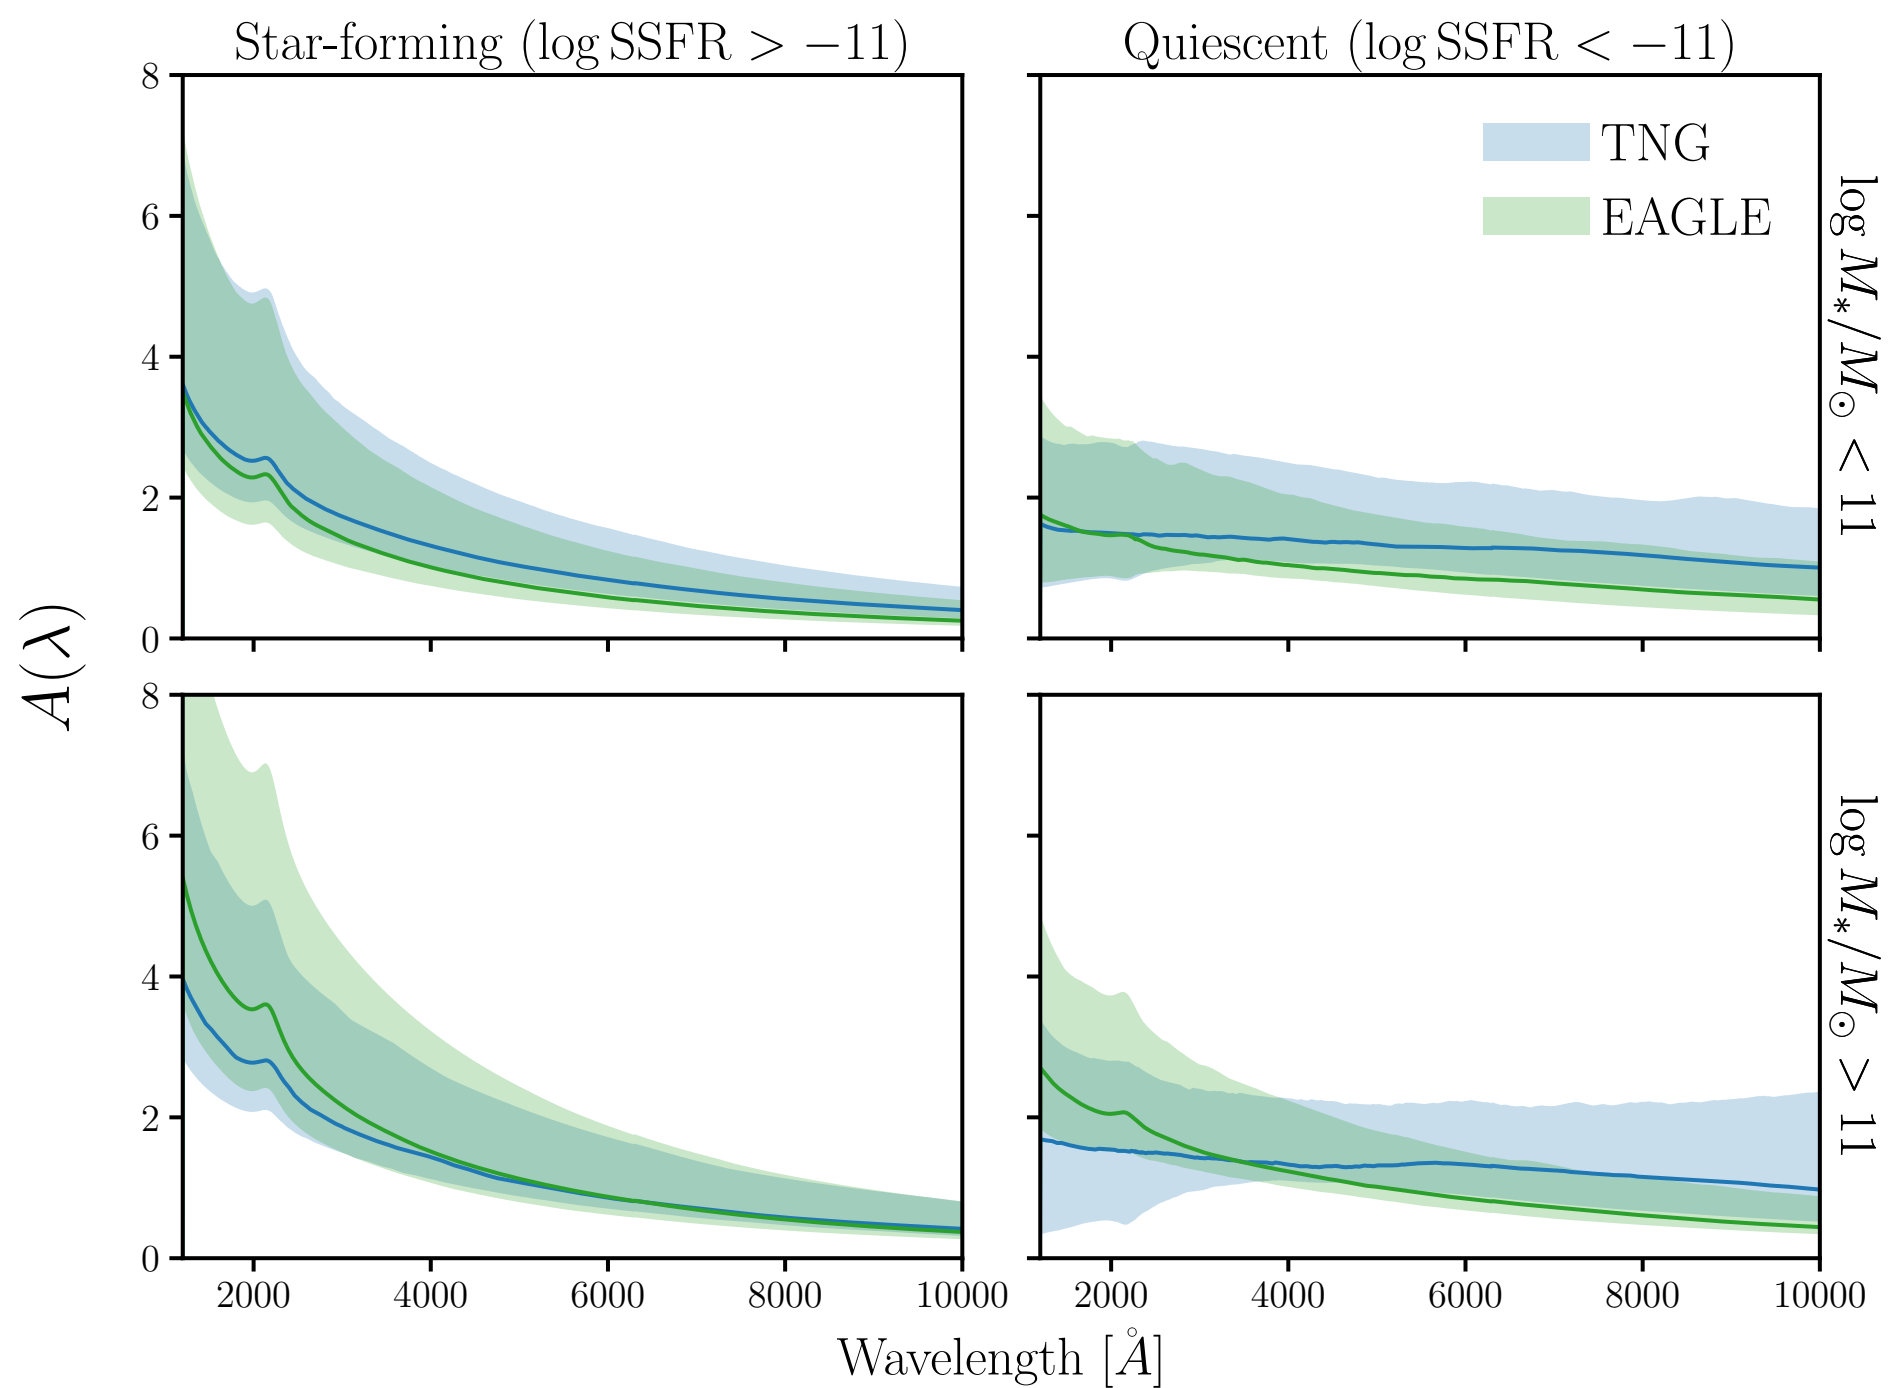 Star-forming (log SSFR > −11)
Quiescent (log SSFR < −11)
8
6
4
2
0
TNG
EAGLE
log M∗/M⊙ < 11
A(λ)
8
6
4
2
0
log M∗/M⊙ > 11
2000 4000 6000 8000 10000
2000 4000 6000 8000 10000
Wavelength [Å]